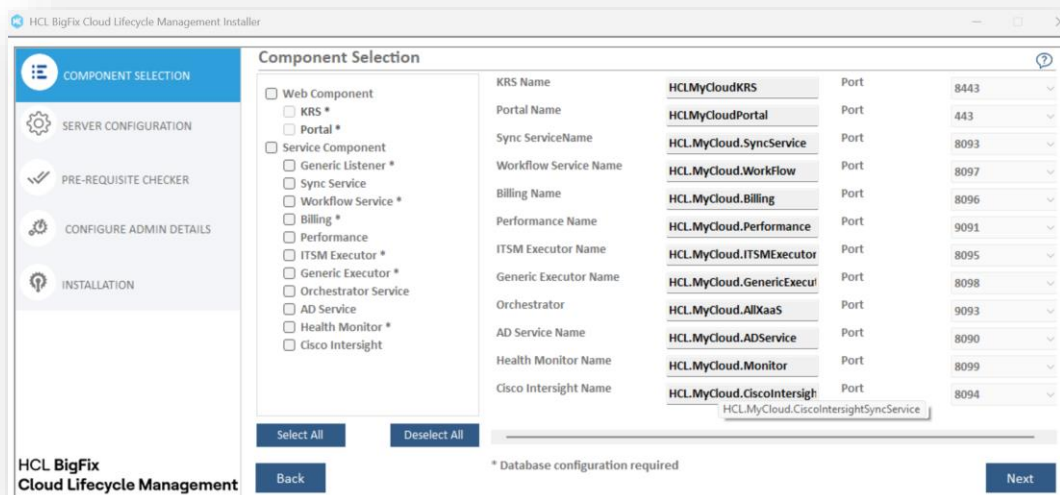 HCL BigFix Cloud Lifecycle Management Installer
COMPONENT SELECTION
SERVER CONFIGURATION
PRE-REQUISITE CHECKER
CONFIGURE ADMIN DETAILS
INSTALLATION
HCL BigFix
Cloud Lifecycle Management
Component Selection
Web Component
KRS *
Portal *
Service Component
Generic Listener *
Sync Service
Workflow Service *
Billing *
Performance
ITSM Executor *
Generic Executor *
Orchestrator Service
AD Service
Health Monitor *
Cisco Intersight
Select All Deselect All
Back
KRS Name HCLMyCloudKRS Port 8443
Portal Name HCLMyCloudPortal Port 443
Sync ServiceName HCL.MyCloud.SyncService Port 8093
Workflow Service Name HCL.MyCloud.WorkFlow Port 8097
Billing Name HCL.MyCloud.Billing Port 8096
Performance Name HCL.MyCloud.Performance Port 9091
ITSM Executor Name HCL.MyCloud.ITSMExecutor Port 8095
Generic Executor Name HCL.MyCloud.GenericExecut Port 8098
Orchestrator HCL.MyCloud.AllXaaS Port 9093
AD Service Name HCL.MyCloud.ADService Port 8090
Health Monitor Name HCL.MyCloud.Monitor Port 8099
Cisco Intersight Name HCL.MyCloud.CiscoIntersigh Port 8094
HCL.MyCloud.CiscoIntersightSyncService
* Database configuration required
Next